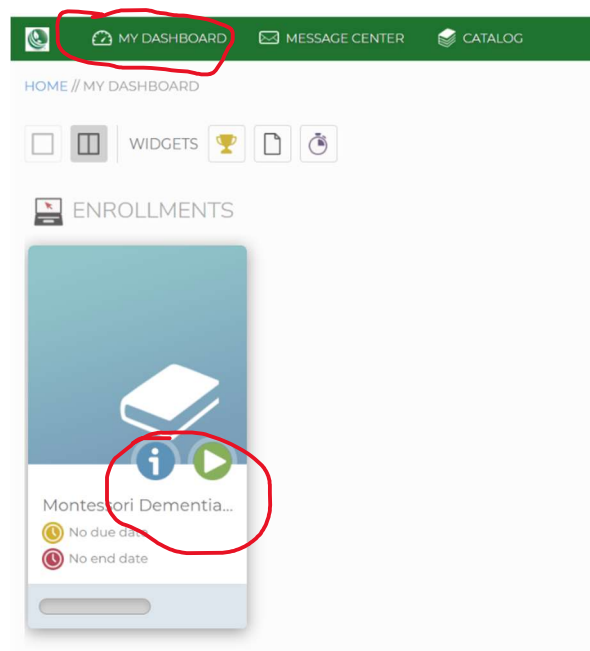 MY DASHBOARD MESSAGE CENTER CATALOG
HOME // MY DASHBOARD
WIDGETS
ENROLLMENTS
i
Montessori Dementia...
No due date
No end date